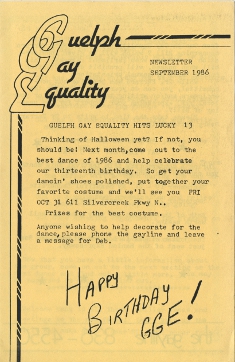 Guelph
Gay
Equality
NEWSLETTER
SEPTEMBER 1986
GUELPH GAY EQUALITY HITS LUCKY 13
Thinking of Halloween yet? If not, you
should be! Next month,come out to the
best dance of 1986 and help celebrate
our thirteenth birthday. So get your
dancin' shoes polished, put together your
favorite costume and we'll see you FRI
OCT 31 611 Silvercreek Pkwy N..
Prizes for the best costume.
Anyone wishing to help decorate for the
dance,please phone the gayline and leave
a message for Deb.
HAPPY
BIRTHDAY
GGE!